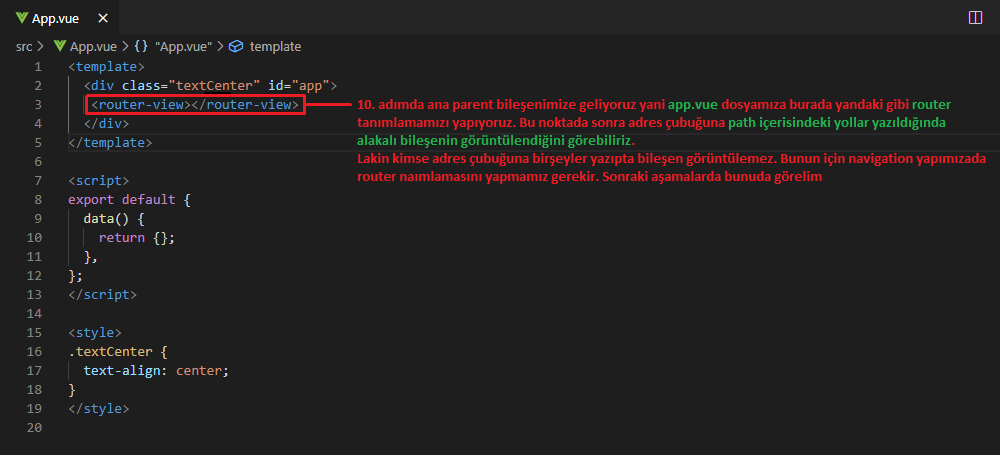 App.vue ×
src > App.vue > {} "App.vue" > template
1 <template>
2 <div class="textCenter" id="app">
3 <router-view></router-view>
4 </div>
5 </template>
6
7 <script>
8 export default {
9 data() {
10 return {};
11 },
12 };
13 </script>
14
15 <style>
16 .textCenter {
17 text-align: center;
18 }
19 </style>
20
10. adımda ana parent bileşenimize geliyoruz yani app.vue dosyamıza burada yandaki gibi router
tanımlamamızı yapıyoruz. Bu noktada sonra adres çubuğuna path içerisindeki yollar yazıldığında
alakalı bileşenin görüntülendiğini görebiliriz.
Lakin kimse adres çubuğuna birşeyler yazıpta bileşen görüntülemez. Bunun için navigation yapımızada
router naımlamasını yapmamız gerekir. Sonraki aşamalarda bunuda görelim